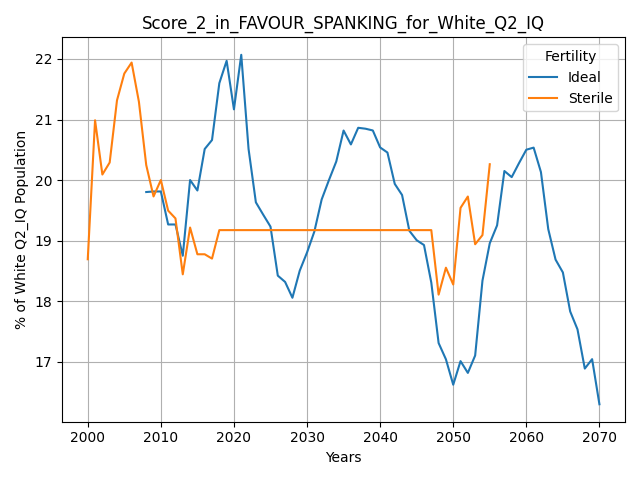 Score_2_in_FAVOUR_SPANKING_for_White_Q2_IQ
Fertility
Ideal
Sterile
% of White Q2_IQ Population
22
21
20
19
18
17
2000 2010 2020 2030 2040 2050 2060 2070
Years